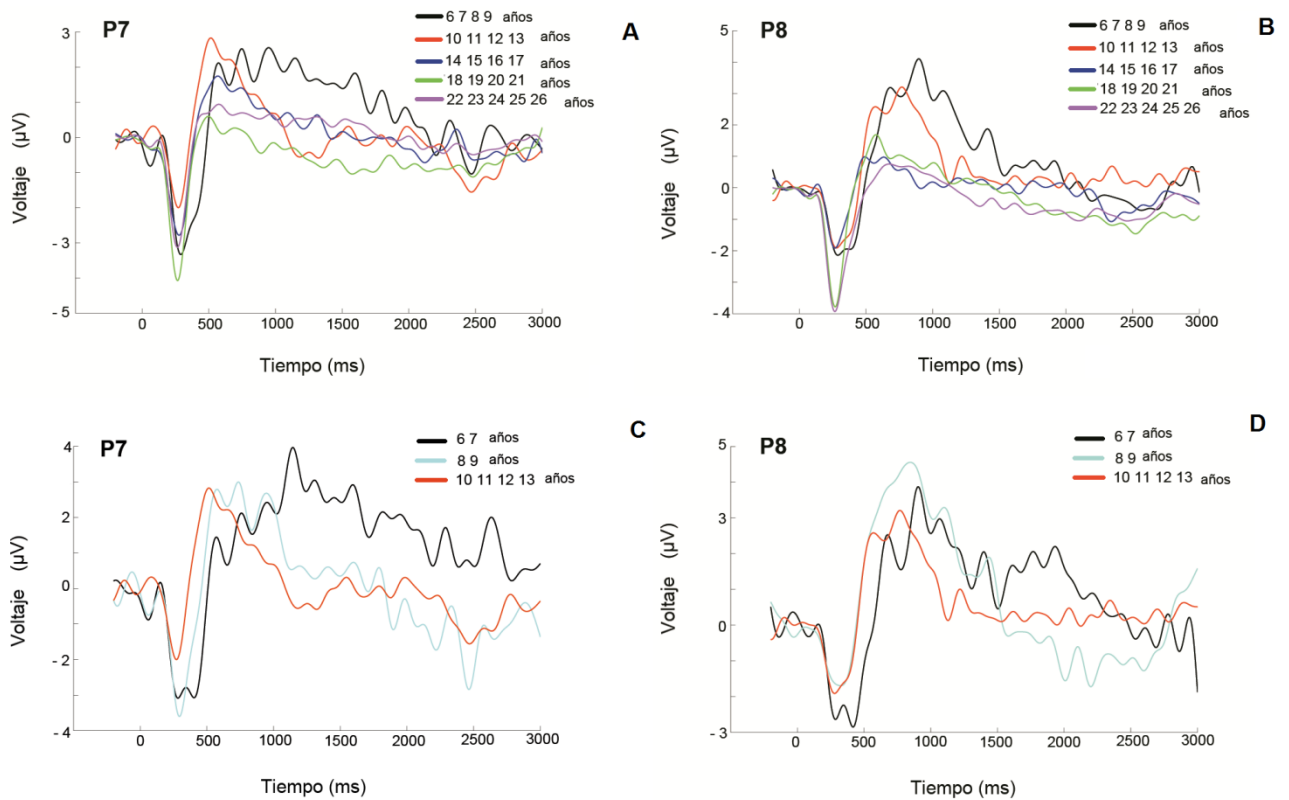 P7
A
6 7 8 9 años
10 11 12 13 años
14 15 16 17 años
18 19 20 21 años
22 23 24 25 26 años
3
0
- 3
- 5
Voltaje (µV)
0 500 1000 1500 2000 2500 3000
Tiempo (ms)
P8
B
6 7 8 9 años
10 11 12 13 años
14 15 16 17 años
18 19 20 21 años
22 23 24 25 26 años
5
2
0
- 2
- 4
Voltaje (µV)
0 500 1000 1500 2000 2500 3000
Tiempo (ms)
P7
C
6 7 años
8 9 años
10 11 12 13 años
4
2
0
- 2
- 4
Voltaje (µV)
0 500 1000 1500 2000 2500 3000
Tiempo (ms)
P8
D
6 7 años
8 9 años
10 11 12 13 años
5
3
0
- 3
Voltaje (µV)
0 500 1000 1500 2000 2500 3000
Tiempo (ms)